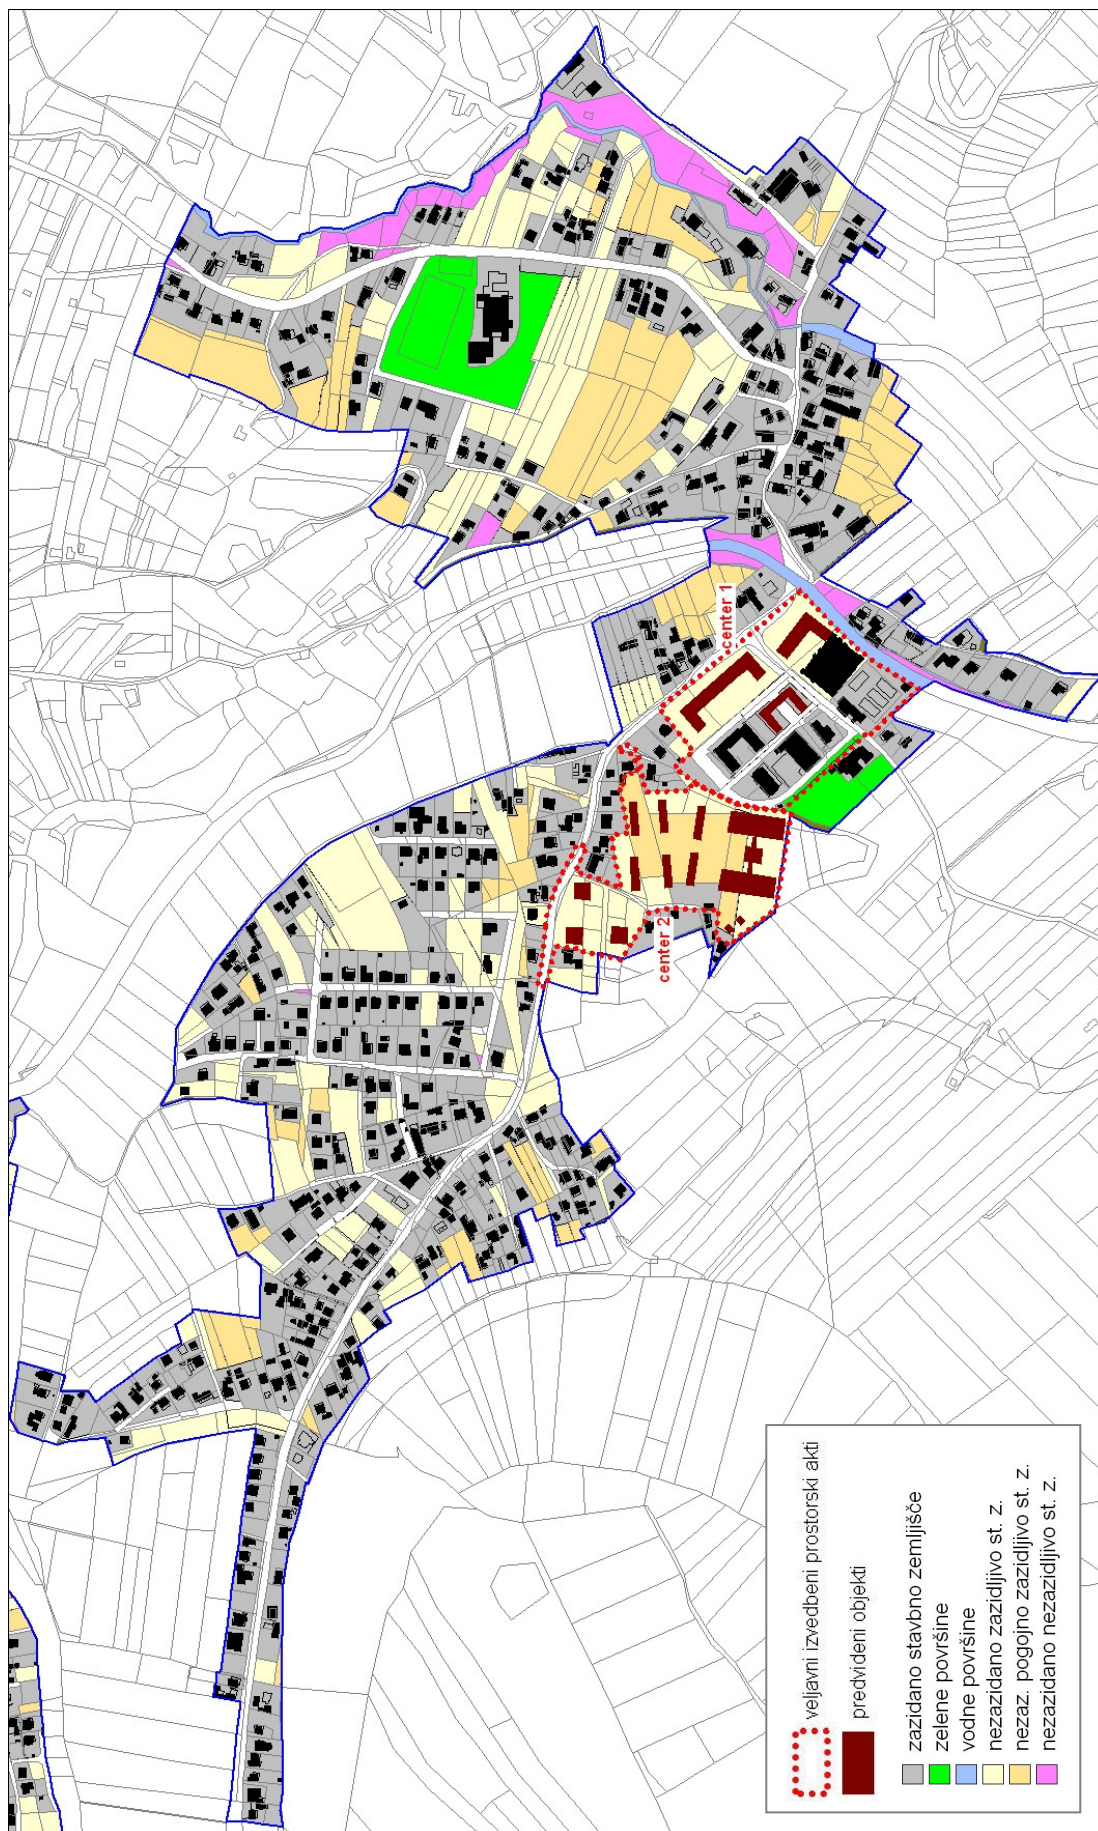 center 1
center 2
veljavni izvedbeni prostorski akti
predvideni objekti
zazidano stavbno zemljišče
zelene površine
vodne površine
nezazidano zazidljivo st. z.
nezaz. pogojno zazidljivo st. z.
nezazidano nezazidljivo st. z.